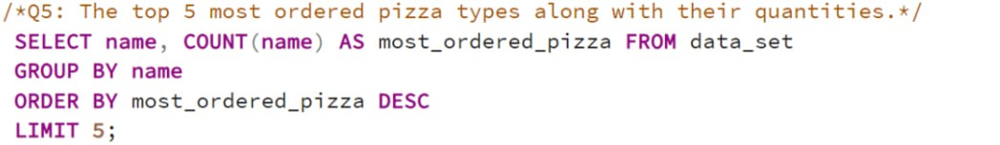 /*Q5: The top 5 most ordered pizza types along with their quantities.*/
SELECT name, COUNT(name) AS most_ordered_pizza FROM data_set
GROUP BY name
ORDER BY most_ordered_pizza DESC
LIMIT 5;